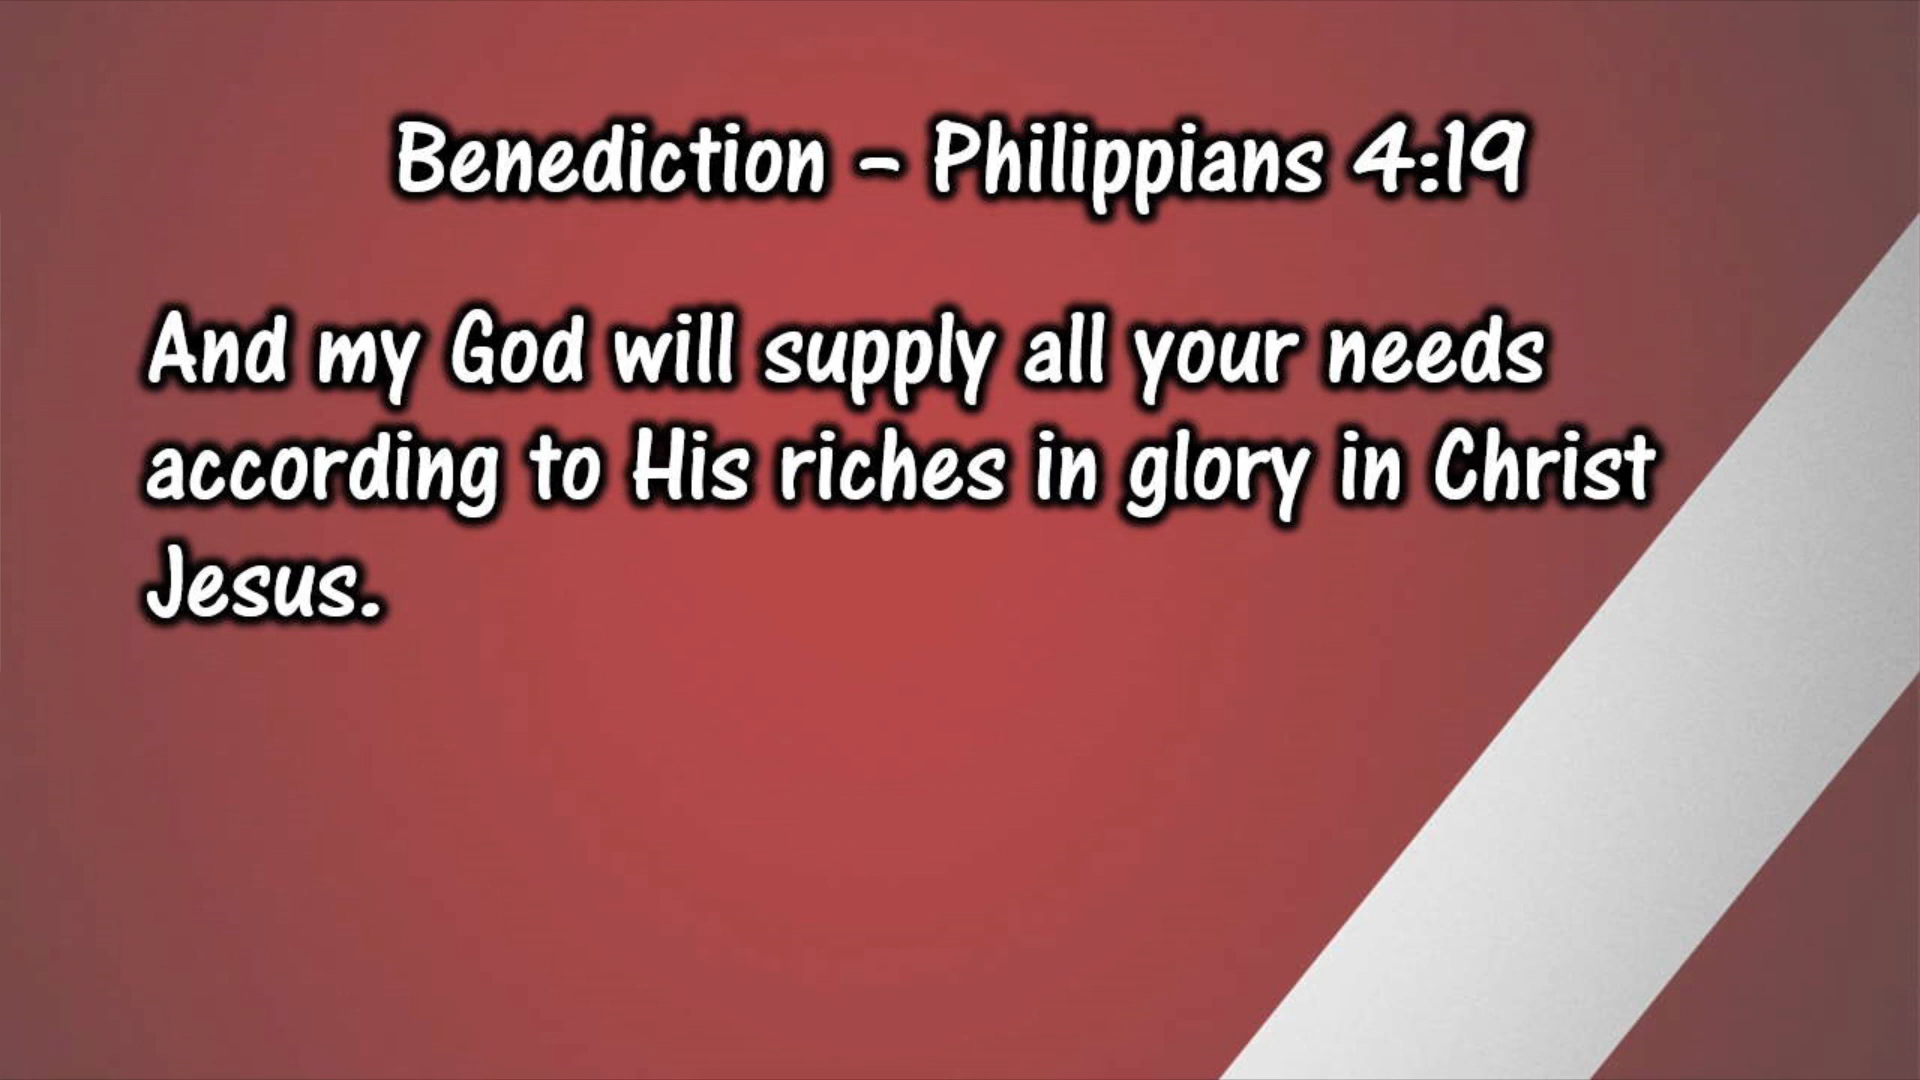 Benediction – Philippians 4:19
And my God will supply all your needs
according to His riches in glory in Christ
Jesus.